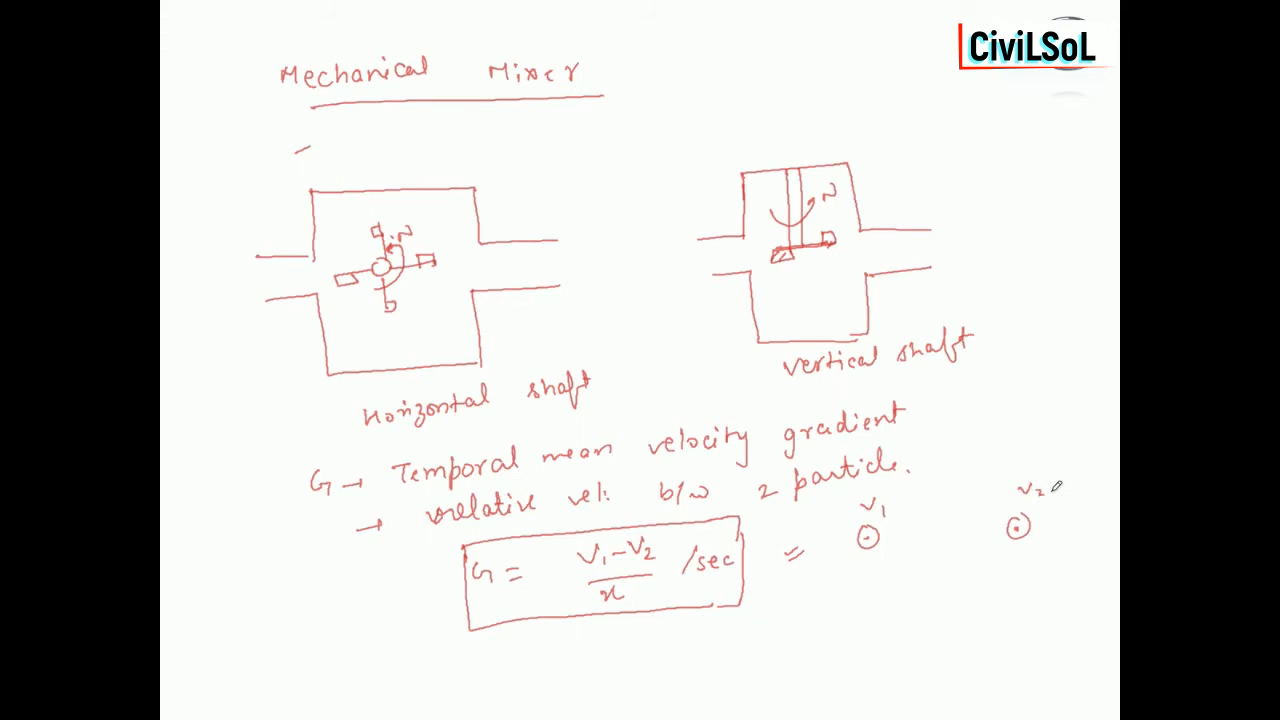 CiviLSoL
Mechanical Mixer
N
N
Horizontal shaft
vertical shaft
G → Temporal mean velocity gradient
→ relative vel. b/w 2 particle.
V₁
V₂
G = V₁-V₂ / x /sec =